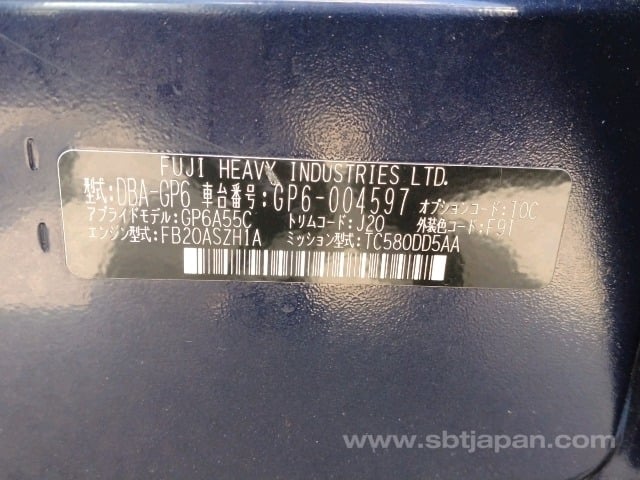 FUJI HEAVY INDUSTRIES LTD.
型式:DBA-GP6 車台番号:GP6-004597 オプションコード:10C
アプライドモデル:GP6A55C トリムコード:J20 外装色コード:E9I
エンジン型式:FB20ASZH1A ミッション型式:TC580DD5AA
www.sbtjapan.com